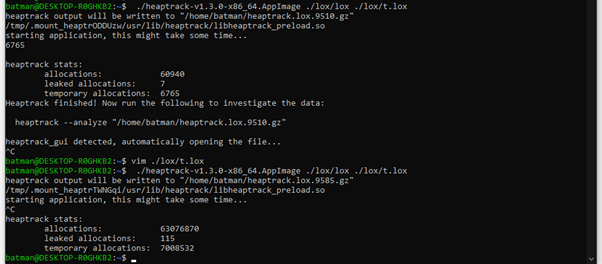 batman@DESKTOP-R0GHKB2:~$ ./heaptrack-v1.3.0-x86_64.AppImage ./lox/lox ./lox/t.lox
heaptrack output will be written to "/home/batman/heaptrack.lox.9510.gz"
/tmp/.mount_heaptrODDUzw/usr/lib/heaptrack/libheaptrack_preload.so
starting application, this might take some time...
6765

heaptrack stats:
        allocations:            60940
        leaked allocations:     7
        temporary allocations:  6765
Heaptrack finished! Now run the following to investigate the data:

  heaptrack --analyze "/home/batman/heaptrack.lox.9510.gz"

heaptrack_gui detected, automatically opening the file...
^C
batman@DESKTOP-R0GHKB2:~$ vim ./lox/t.lox
batman@DESKTOP-R0GHKB2:~$ ./heaptrack-v1.3.0-x86_64.AppImage ./lox/lox ./lox/t.lox
heaptrack output will be written to "/home/batman/heaptrack.lox.9585.gz"
/tmp/.mount_heaptrTWNGqi/usr/lib/heaptrack/libheaptrack_preload.so
starting application, this might take some time...
^C
heaptrack stats:
        allocations:            63076870
        leaked allocations:     115
        temporary allocations:  7008532
batman@DESKTOP-R0GHKB2:~$